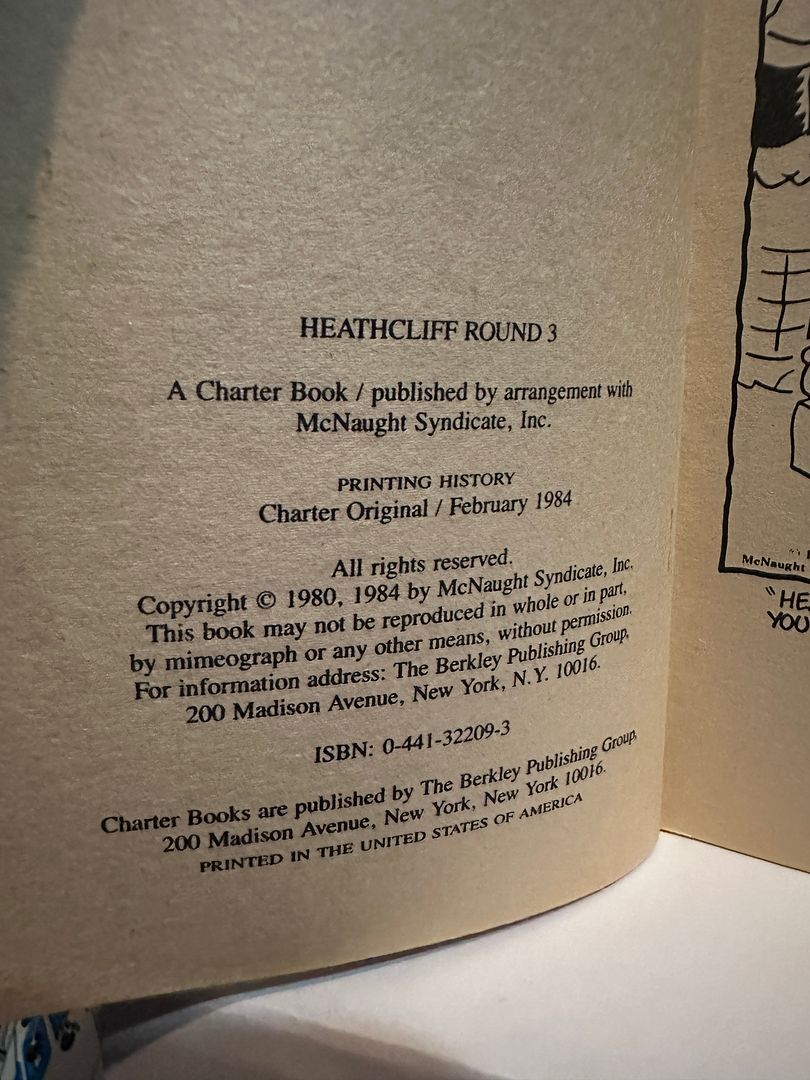 HEATHCLIFF ROUND 3
A Charter Book / published by arrangement with
McNaught Syndicate, Inc.
PRINTING HISTORY
Charter Original / February 1984
All rights reserved.
Copyright © 1980, 1984 by McNaught Syndicate, Inc.
This book may not be reproduced in whole or in part,
by mimeograph or any other means, without permission.
For information address: The Berkley Publishing Group,
200 Madison Avenue, New York, N.Y. 10016.
ISBN: 0-441-32209-3
Charter Books are published by The Berkley Publishing Group,
200 Madison Avenue, New York, New York 10016.
PRINTED IN THE UNITED STATES OF AMERICA
McNaught
YOU